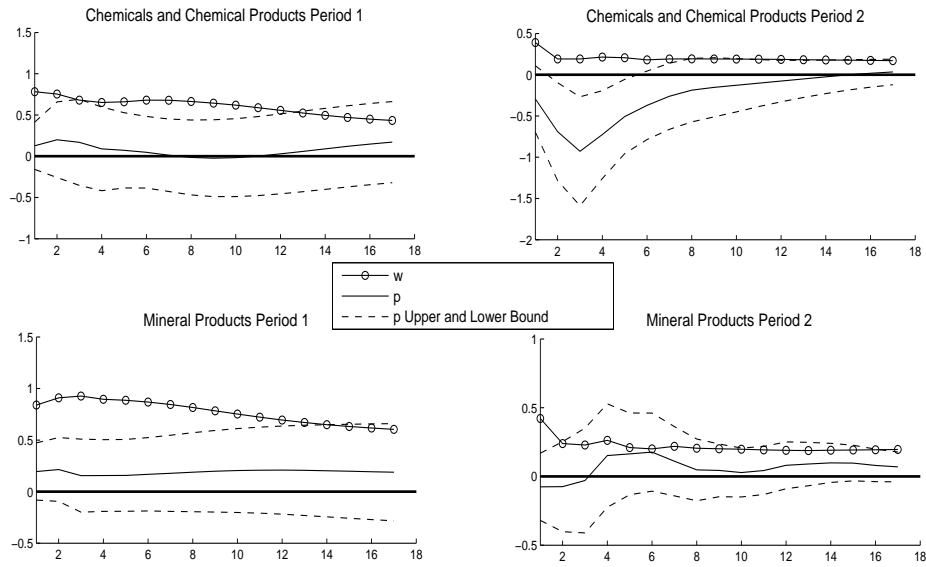 Chemicals and Chemical Products Period 1
1.5
1
0.5
0
−0.5
−1
2 4 6 8 10 12 14 16 18
Chemicals and Chemical Products Period 2
0.5
0
−0.5
−1
−1.5
−2
2 4 6 8 10 12 14 16 18
w
p
p Upper and Lower Bound
Mineral Products Period 1
1.5
1
0.5
0
−0.5
2 4 6 8 10 12 14 16 18
Mineral Products Period 2
1
0.5
0
−0.5
2 4 6 8 10 12 14 16 18